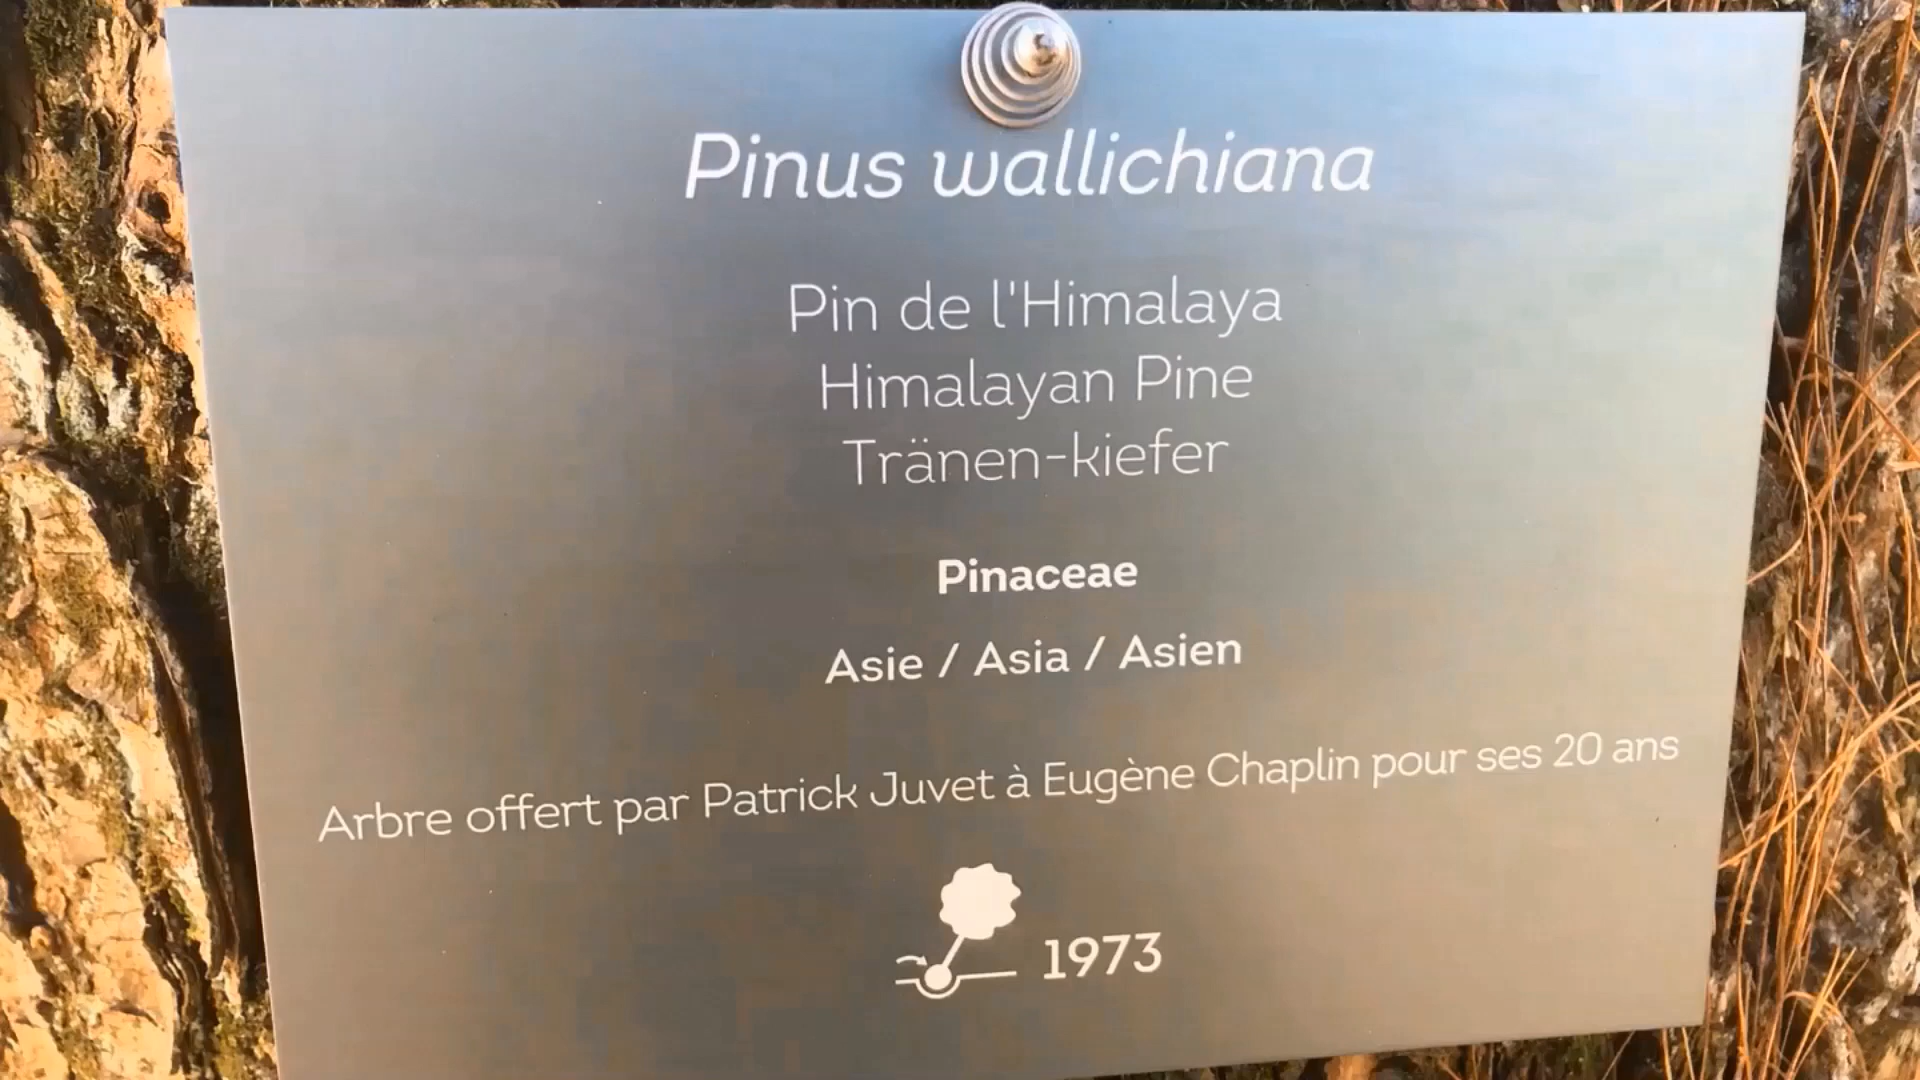 Pinus wallichiana
Pin de l'Himalaya
Himalayan Pine
Tränen-kiefer
Pinaceae
Asie / Asia / Asien
Arbre offert par Patrick Juvet à Eugène Chaplin pour ses 20 ans
1973